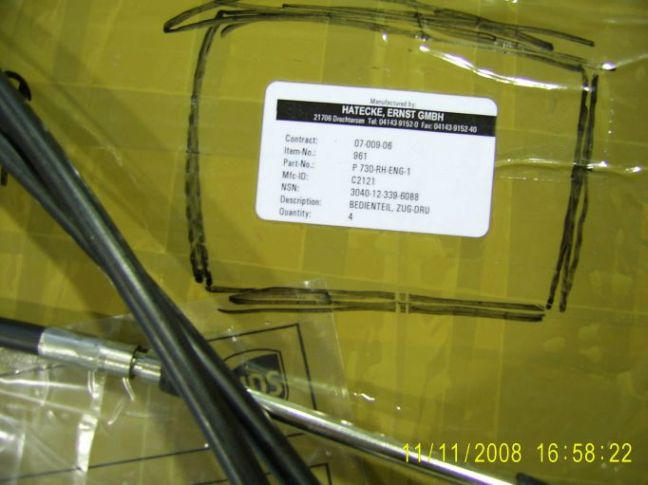 Manufactured by:
HATECKE, ERNST GMBH
21706 Drochtersen Tel: 04143-9152-0 Fax: 04143-9152-40
Contract: 07-009-06
Item-No.: 961
Part-No.: P 730-RH-ENG-1
Mfc-ID: C2121
NSN: 3040-12-339-6088
Description: BEDIENTEIL, ZUG-DRU
Quantity: 4
ups
11/11/2008 16:58:22